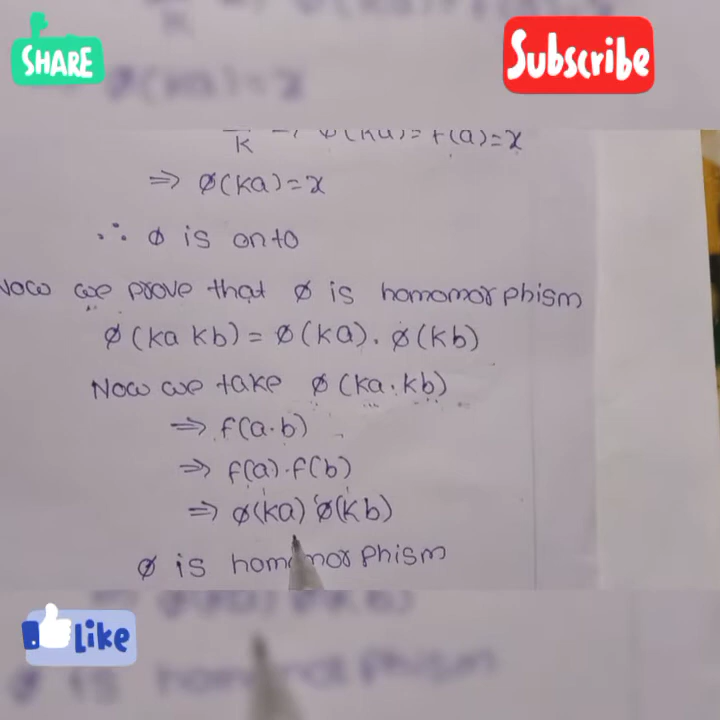 SHARE
Subscribe
K ⇒ ø(ka) = f(a) = x
⇒ ø(ka) = x
∴ ø is onto
Now we prove that ø is homomorphism
ø(ka kb) = ø(ka) . ø(kb)
Now we take ø(ka . kb)
⇒ f(a.b)
⇒ f(a).f(b)
⇒ ø(ka) ø(kb)
ø is homomorphism
Like